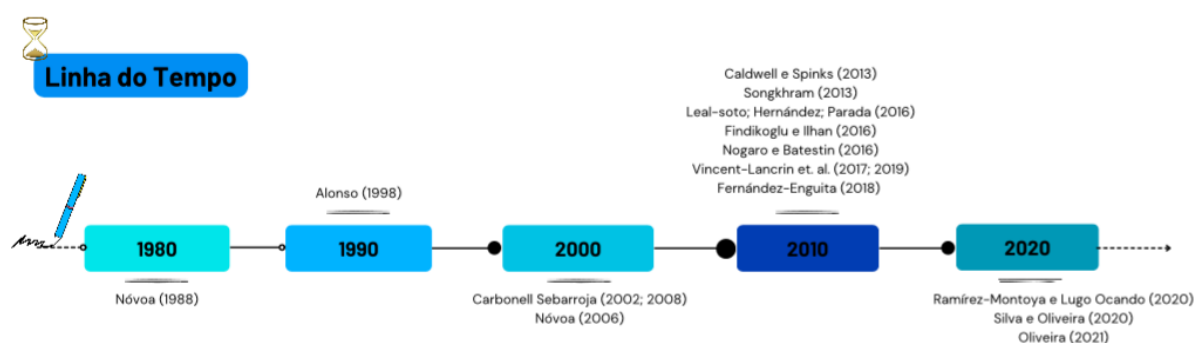 Linha do Tempo
1980
Nóvoa (1988)
Alonso (1998)
1990
2000
Carbonell Sebarroja (2002; 2008)
Nóvoa (2006)
Caldwell e Spinks (2013)
Songkhram (2013)
Leal-soto; Hernández; Parada (2016)
Findikoglu e Ilhan (2016)
Nogaro e Batestin (2016)
Vincent-Lancrin et. al. (2017; 2019)
Fernández-Enguita (2018)
2010
2020
Ramírez-Montoya e Lugo Ocando (2020)
Silva e Oliveira (2020)
Oliveira (2021)